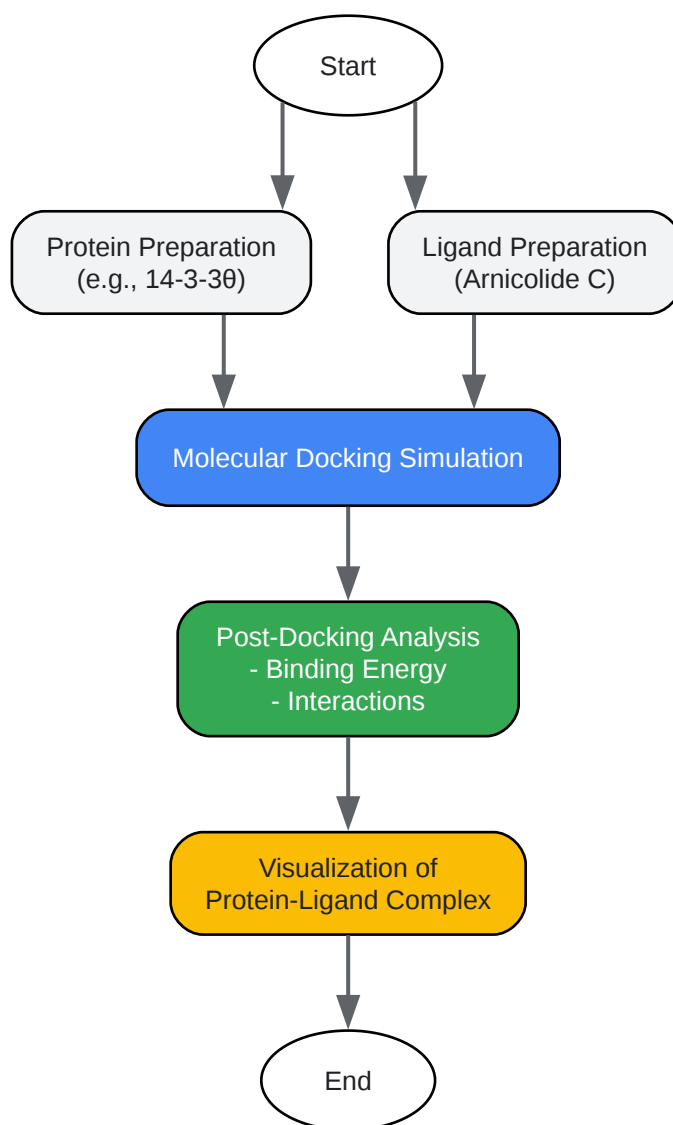 Start
Protein Preparation
(e.g., 14-3-3θ)
Ligand Preparation
(Arnicolide C)
Molecular Docking Simulation
Post-Docking Analysis
- Binding Energy
- Interactions
Visualization of
Protein-Ligand Complex
End